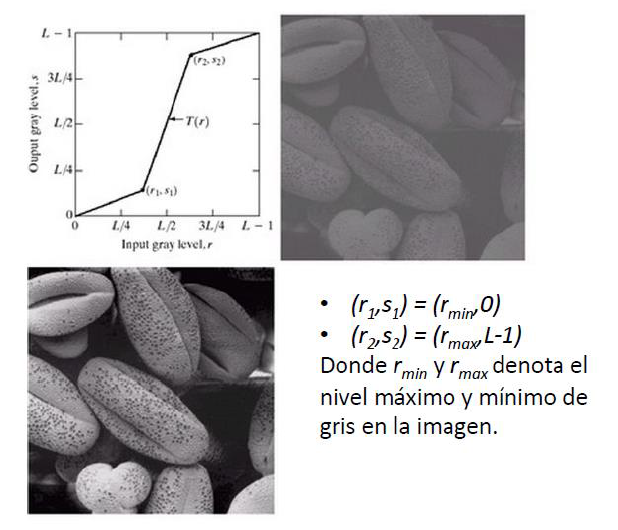 L − 1
3L/4
L/2
L/4
0
Ouput gray level, s
(r₂, s₂)
T(r)
(r₁, s₁)
0 L/4 L/2 3L/4 L − 1
Input gray level, r
• (r₁,s₁) = (rₘᵢₙ,0)
• (r₂,s₂) = (rₘₐₓ,L-1)
Donde rₘᵢₙ y rₘₐₓ denota el
nivel máximo y mínimo de
gris en la imagen.